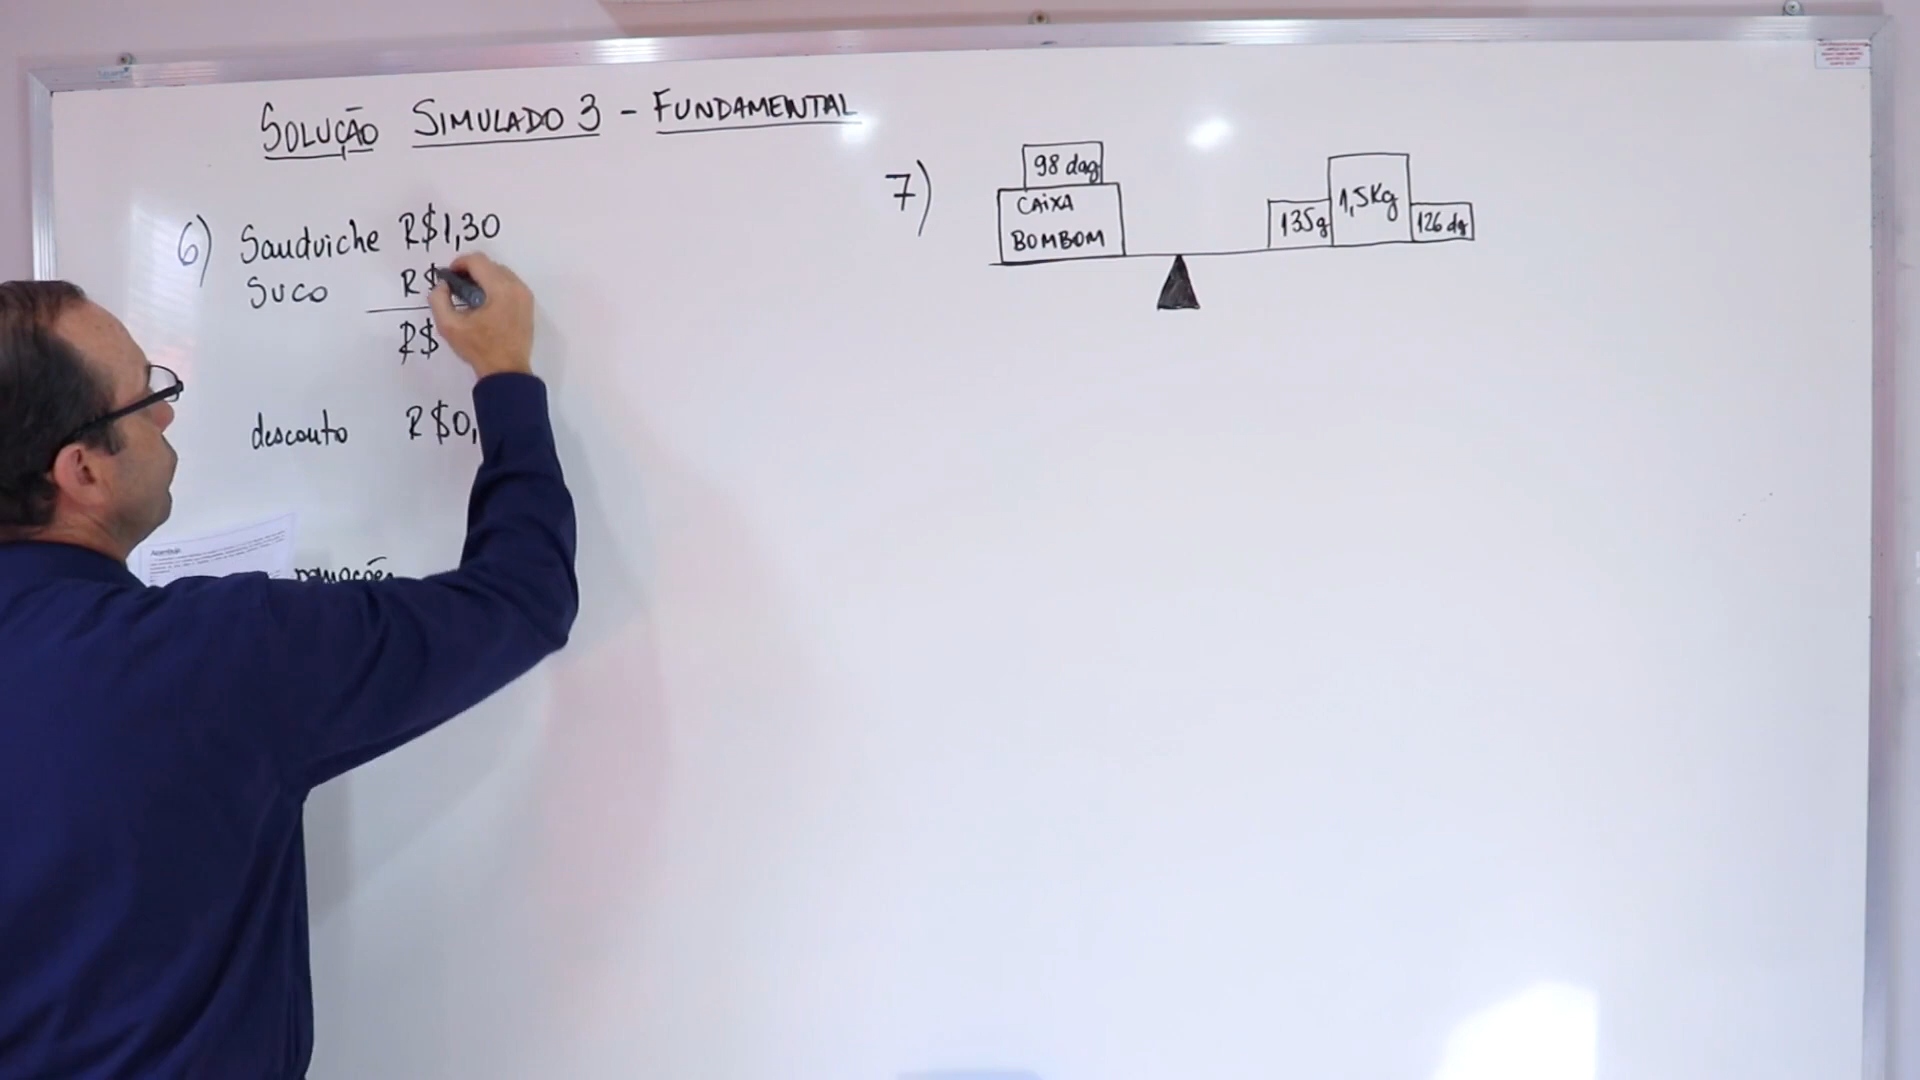 SOLUÇÃO SIMULADO 3 - FUNDAMENTAL
6) Sanduiche R$1,30
Suco R$
R$
desconto R$0,
promoções
7)
98 dag
CAIXA
BOMBOM
135g
1,5Kg
126 dg